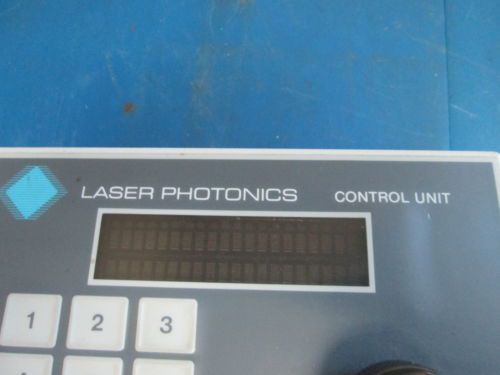 LASER PHOTONICS CONTROL UNIT
1 2 3